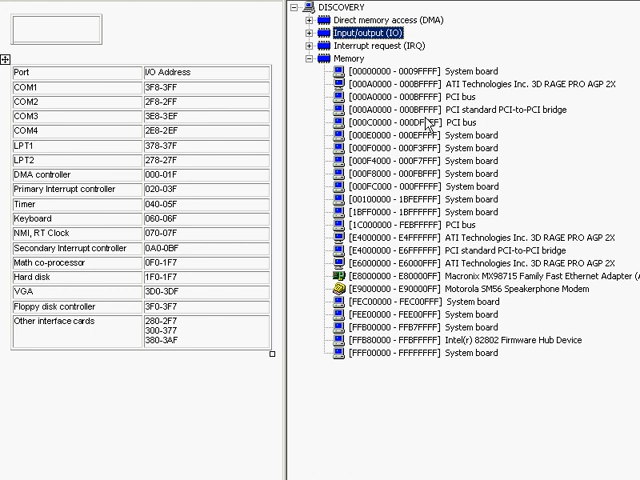 Port I/O Address
COM1 3F8-3FF
COM2 2F8-2FF
COM3 3E8-3EF
COM4 2E8-2EF
LPT1 378-37F
LPT2 278-27F
DMA controller 000-01F
Primary Interrupt controller 020-03F
Timer 040-05F
Keyboard 060-06F
NMI, RT Clock 070-07F
Secondary Interrupt controller 0A0-0BF
Math co-processor 0F0-1F7
Hard disk 1F0-1F7
VGA 3D0-3DF
Floppy disk controller 3F0-3F7
Other interface cards 280-2F7
300-377
380-3AF
DISCOVERY
Direct memory access (DMA)
Input/output (IO)
Interrupt request (IRQ)
Memory
[00000000 - 0009FFFF] System board
[000A0000 - 000BFFFF] ATI Technologies Inc. 3D RAGE PRO AGP 2X
[000A0000 - 000BFFFF] PCI bus
[000A0000 - 000BFFFF] PCI standard PCI-to-PCI bridge
[000C0000 - 000DFFFF] PCI bus
[000E0000 - 000EFFFF] System board
[000F0000 - 000F3FFF] System board
[000F4000 - 000F7FFF] System board
[000F8000 - 000FBFFF] System board
[000FC000 - 000FFFFF] System board
[00100000 - 1BFEFFFF] System board
[1BFF0000 - 1BFFFFFF] System board
[1C000000 - FEBFFFFF] PCI bus
[E4000000 - E4FFFFFF] ATI Technologies Inc. 3D RAGE PRO AGP 2X
[E4000000 - E6FFFFFF] PCI standard PCI-to-PCI bridge
[E6000000 - E6000FFF] ATI Technologies Inc. 3D RAGE PRO AGP 2X
[E8000000 - E80000FF] Macronix MX98715 Family Fast Ethernet Adapter (
[E9000000 - E90000FF] Motorola SM56 Speakerphone Modem
[FEC00000 - FEC00FFF] System board
[FEE00000 - FEE00FFF] System board
[FFB00000 - FFB7FFFF] System board
[FFB80000 - FFBFFFFF] Intel(r) 82802 Firmware Hub Device
[FFF00000 - FFFFFFFF] System board